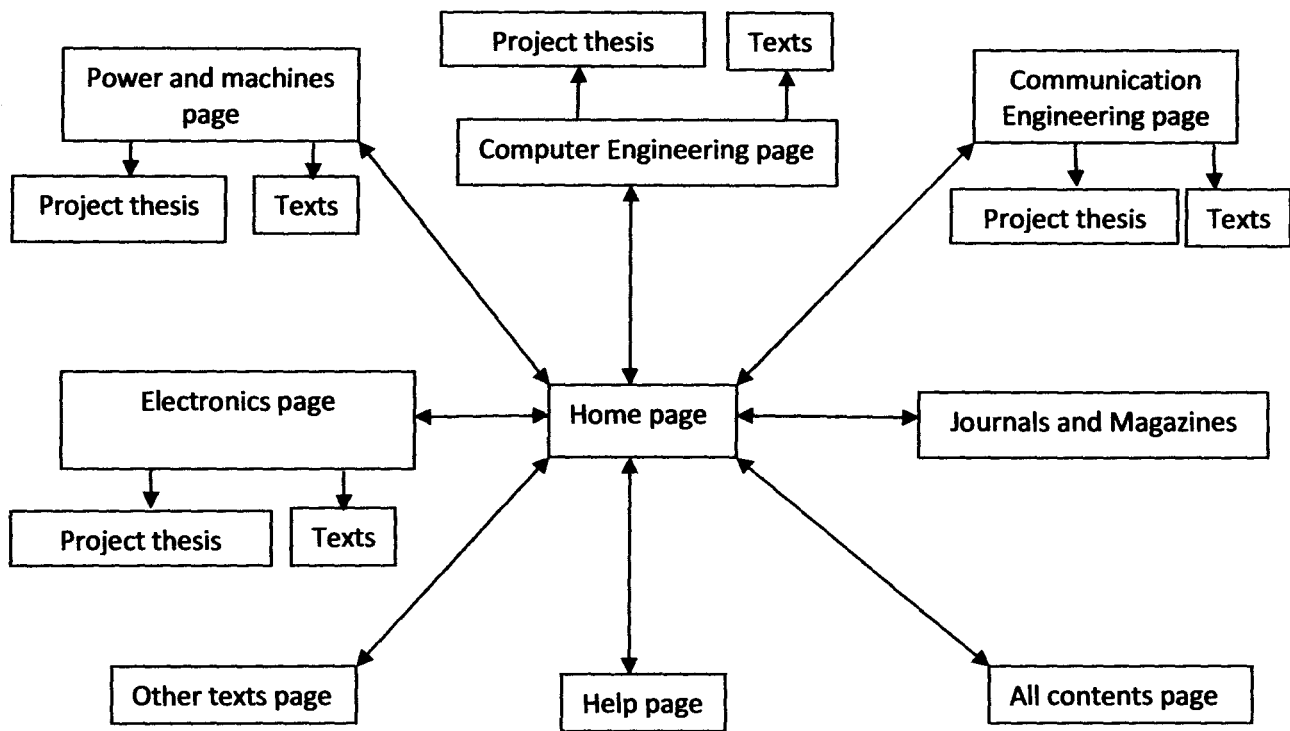 Project thesis
Texts
Power and machines
page
Communication
Engineering page
Computer Engineering page
Project thesis
Texts
Project thesis
Texts
Electronics page
Home page
Journals and Magazines
Project thesis
Texts
Other texts page
Help page
All contents page